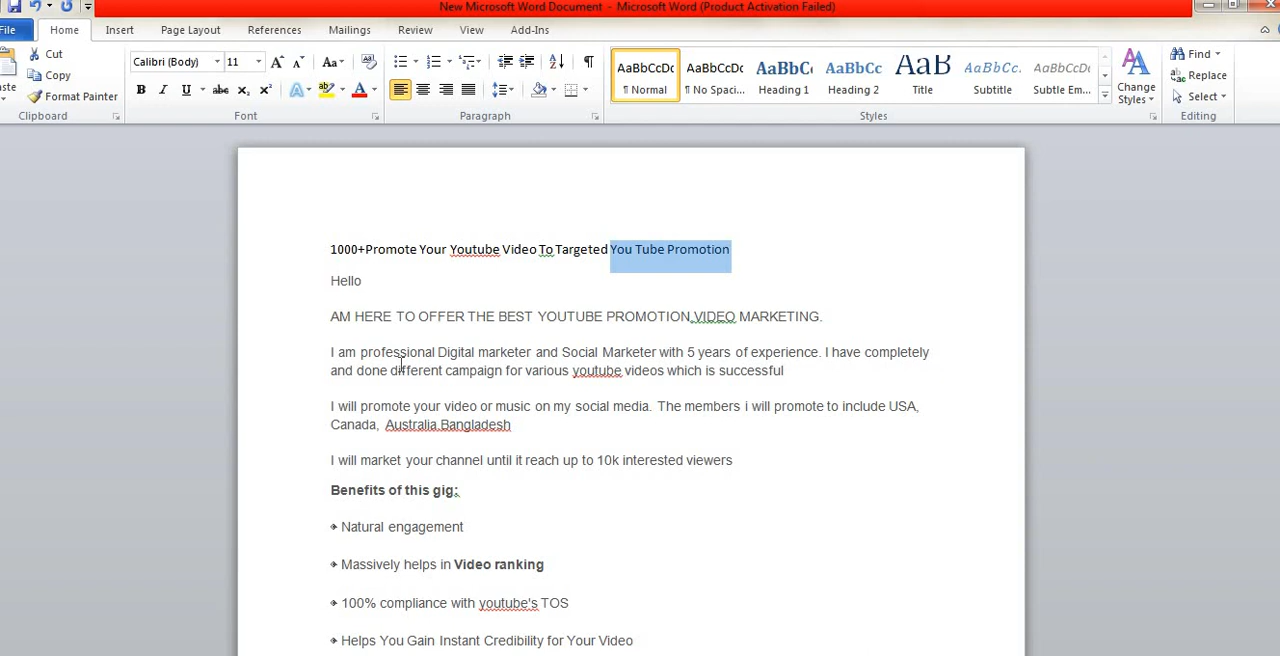 New Microsoft Word Document - Microsoft Word (Product Activation Failed)
File Home Insert Page Layout References Mailings Review View Add-Ins
Cut
Copy
Format Painter
Clipboard
Calibri (Body) 11
Font
Paragraph
AaBbCcDc AaBbCcDc AaBbC AaBbCc AaB AaBbCc. AaBbCcDc
¶ Normal ¶ No Spaci... Heading 1 Heading 2 Title Subtitle Subtle Em...
Change
Styles
Styles
Find
Replace
Select
Editing
1000+Promote Your Youtube Video To Targeted You Tube Promotion
Hello
AM HERE TO OFFER THE BEST YOUTUBE PROMOTION,VIDEO MARKETING.
I am professional Digital marketer and Social Marketer with 5 years of experience. I have completely
and done different campaign for various youtube videos which is successful
I will promote your video or music on my social media. The members i will promote to include USA,
Canada, Australia.Bangladesh
I will market your channel until it reach up to 10k interested viewers
Benefits of this gig:
Natural engagement
Massively helps in Video ranking
100% compliance with youtube's TOS
Helps You Gain Instant Credibility for Your Video